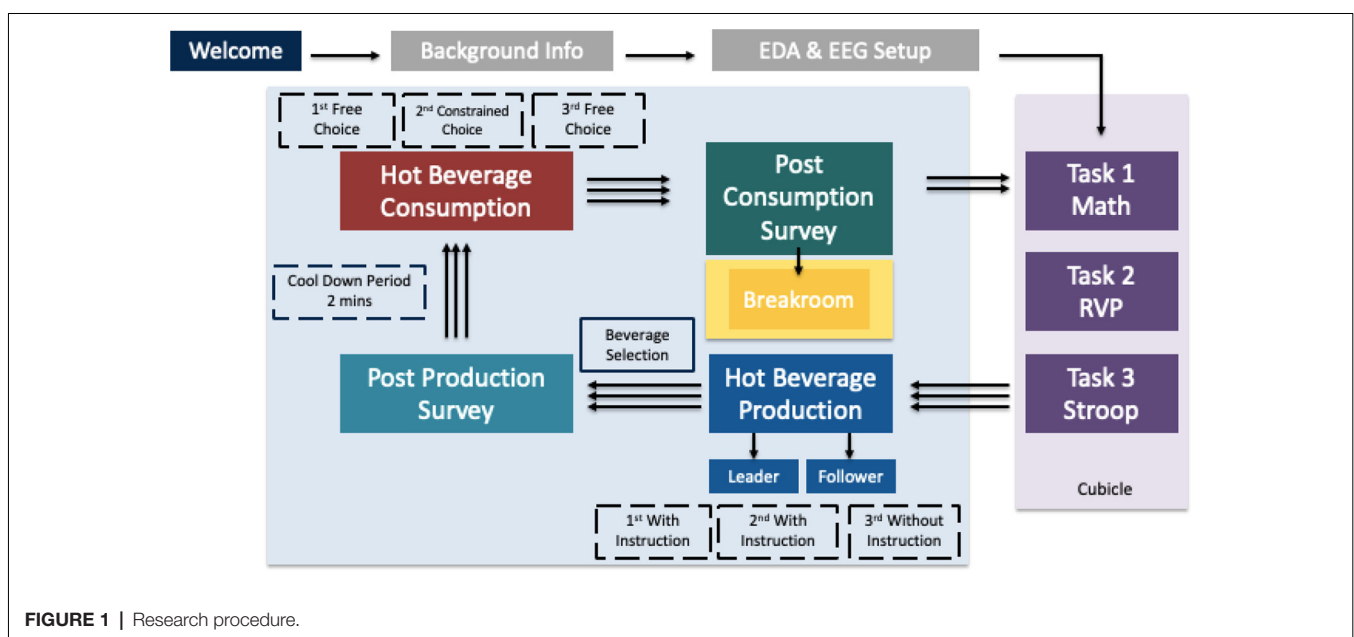 Welcome
Background Info
EDA & EEG Setup
1st Free
Choice
2nd Constrained
Choice
3rd Free
Choice
Hot Beverage
Consumption
Post
Consumption
Survey
Task 1
Math
Cool Down Period
2 mins
Breakroom
Task 2
RVP
Beverage
Selection
Post Production
Survey
Hot Beverage
Production
Task 3
Stroop
Leader
Follower
Cubicle
1st With
Instruction
2nd With
Instruction
3rd Without
Instruction
FIGURE 1 | Research procedure.